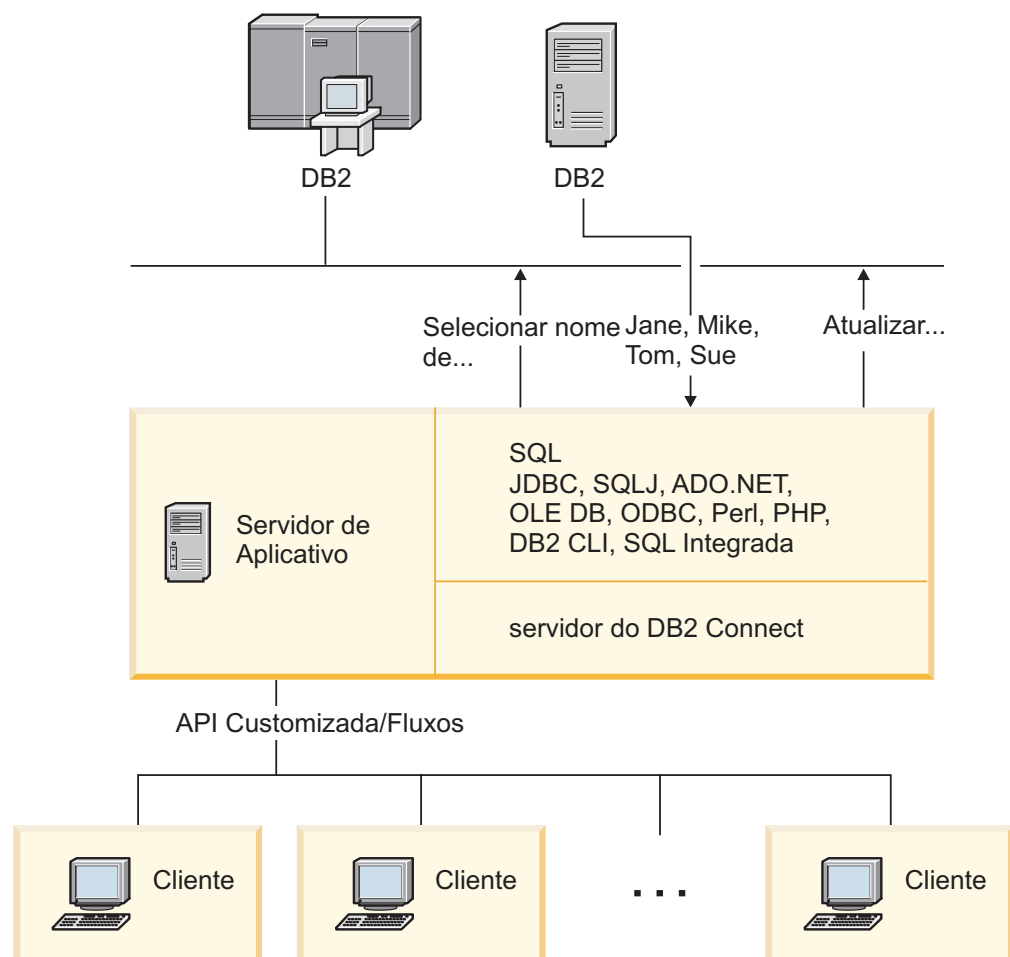 DB2
DB2
Selecionar nome
de...
Jane, Mike,
Tom, Sue
Atualizar...
Servidor de
Aplicativo
SQL
JDBC, SQLJ, ADO.NET,
OLE DB, ODBC, Perl, PHP,
DB2 CLI, SQL Integrada
servidor do DB2 Connect
API Customizada/Fluxos
Cliente
Cliente
...
Cliente